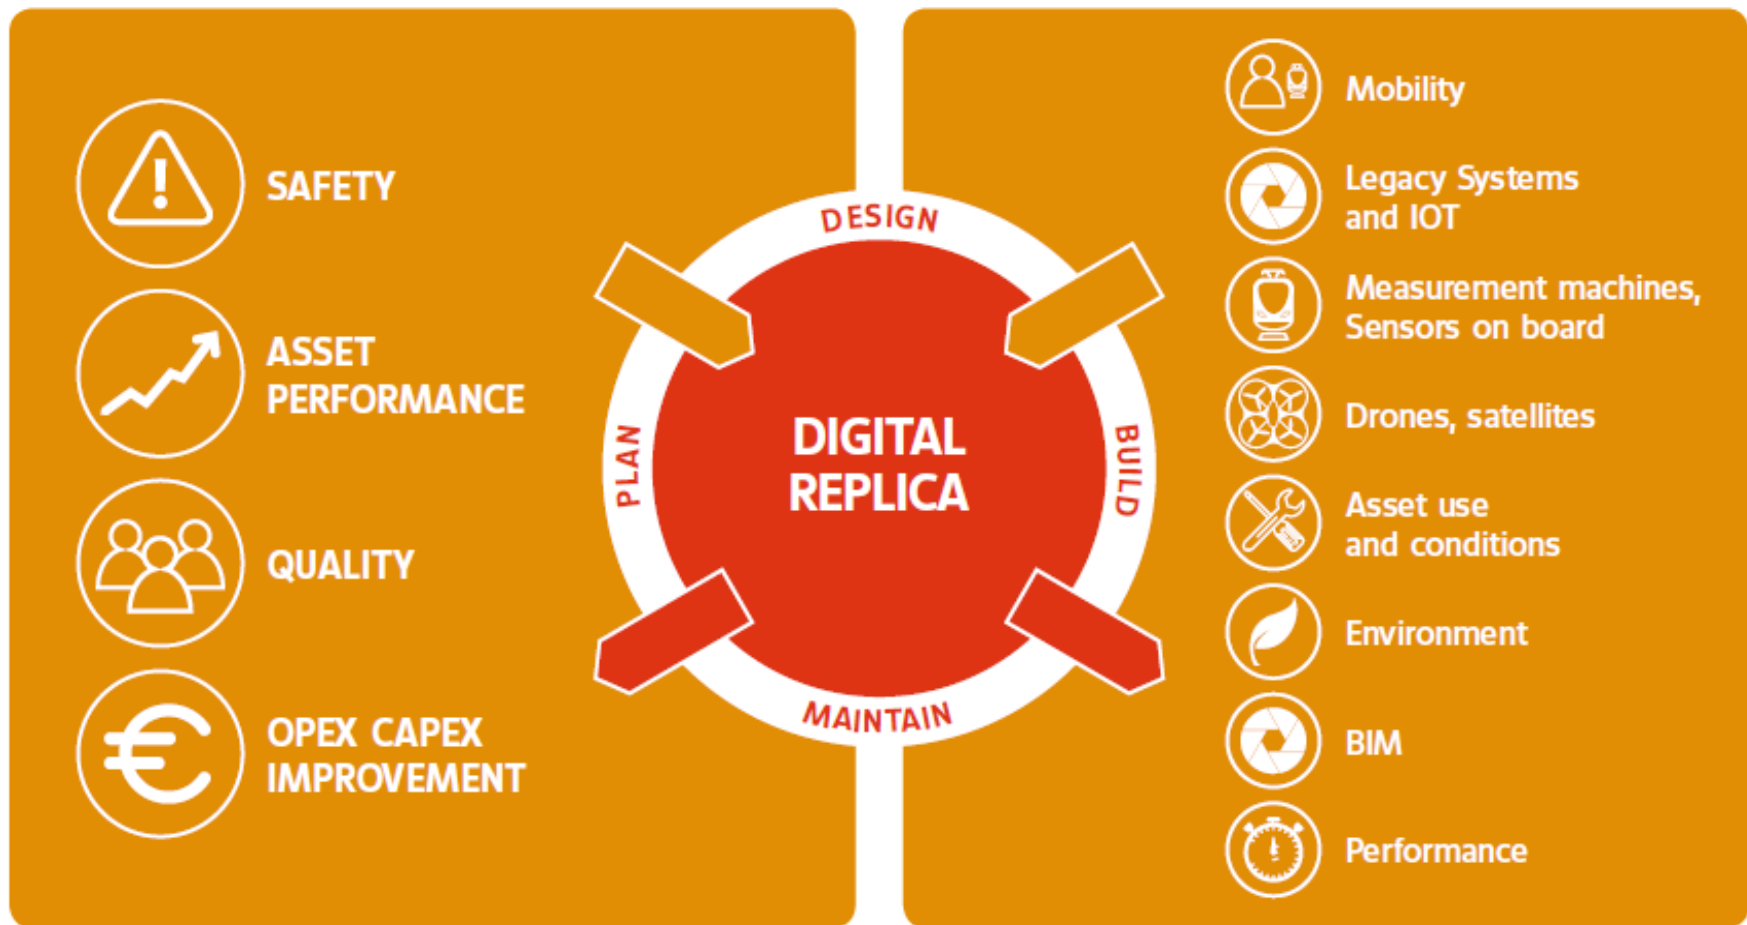 SAFETY
ASSET
PERFORMANCE
QUALITY
OPEX CAPEX
IMPROVEMENT
DESIGN
PLAN
DIGITAL
REPLICA
BUILD
MAINTAIN
Mobility
Legacy Systems
and IOT
Measurement machines,
Sensors on board
Drones, satellites
Asset use
and conditions
Environment
BIM
Performance